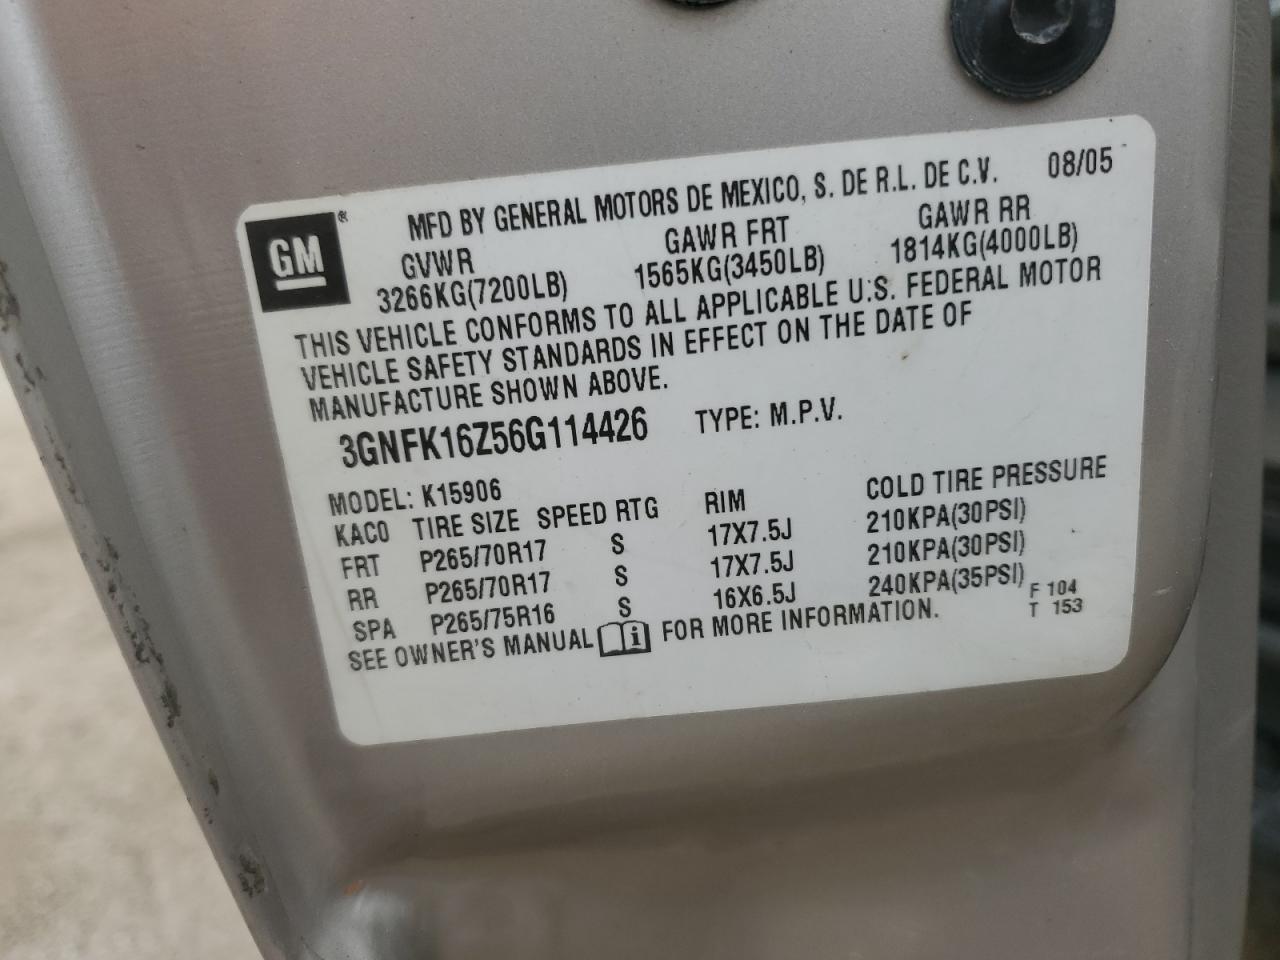 GM ®
MFD BY GENERAL MOTORS DE MEXICO, S. DE R.L. DE C.V. 08/05
GVWR GAWR FRT GAWR RR
3266KG(7200LB) 1565KG(3450LB) 1814KG(4000LB)
THIS VEHICLE CONFORMS TO ALL APPLICABLE U.S. FEDERAL MOTOR
VEHICLE SAFETY STANDARDS IN EFFECT ON THE DATE OF
MANUFACTURE SHOWN ABOVE.
3GNFK16Z56G114426 TYPE: M.P.V.
MODEL: K15906
KACO TIRE SIZE SPEED RTG RIM COLD TIRE PRESSURE
FRT P265/70R17 S 17X7.5J 210KPA(30PSI)
RR P265/70R17 S 17X7.5J 210KPA(30PSI)
SPA P265/75R16 S 16X6.5J 240KPA(35PSI) F 104
SEE OWNER'S MANUAL i FOR MORE INFORMATION. T 153